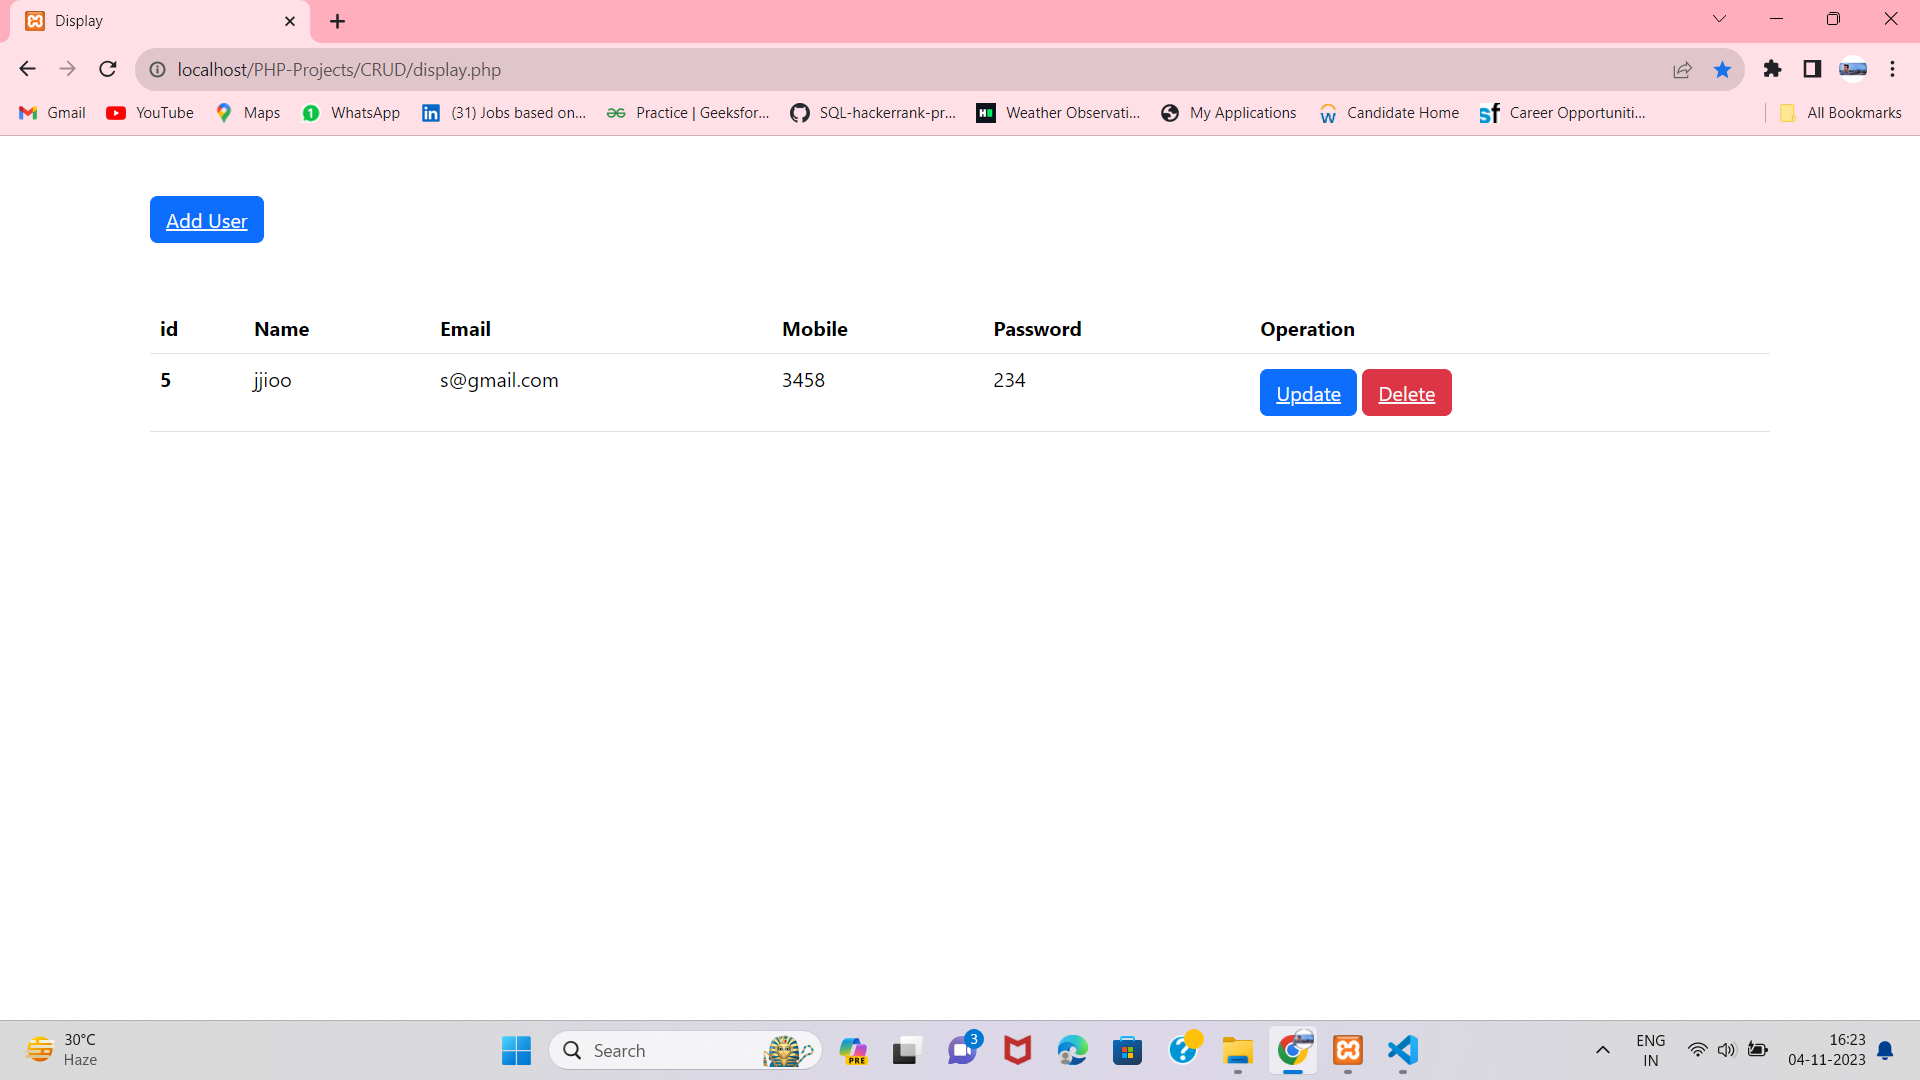 Display
localhost/PHP-Projects/CRUD/display.php
Gmail YouTube Maps WhatsApp (31) Jobs based on... Practice | Geeksfor... SQL-hackerrank-pr... Weather Observati... My Applications Candidate Home Career Opportuniti... All Bookmarks
Add User
id Name Email Mobile Password Operation
5 jjioo s@gmail.com 3458 234 Update Delete
30°C
Haze
Search
PRE
3
ENG
IN
16:23
04-11-2023